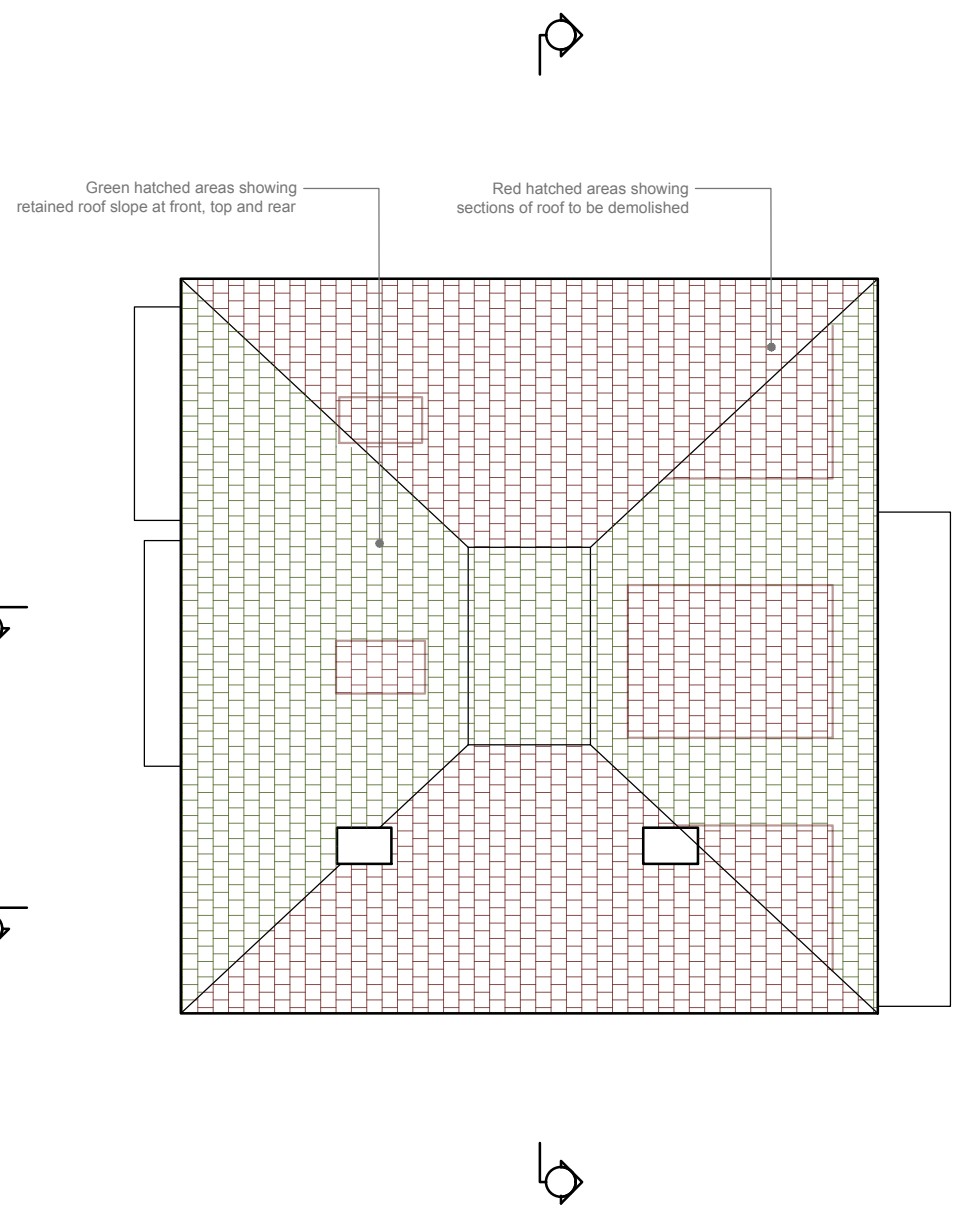 Green hatched areas showing
retained roof slope at front, top and rear
Red hatched areas showing
sections of roof to be demolished